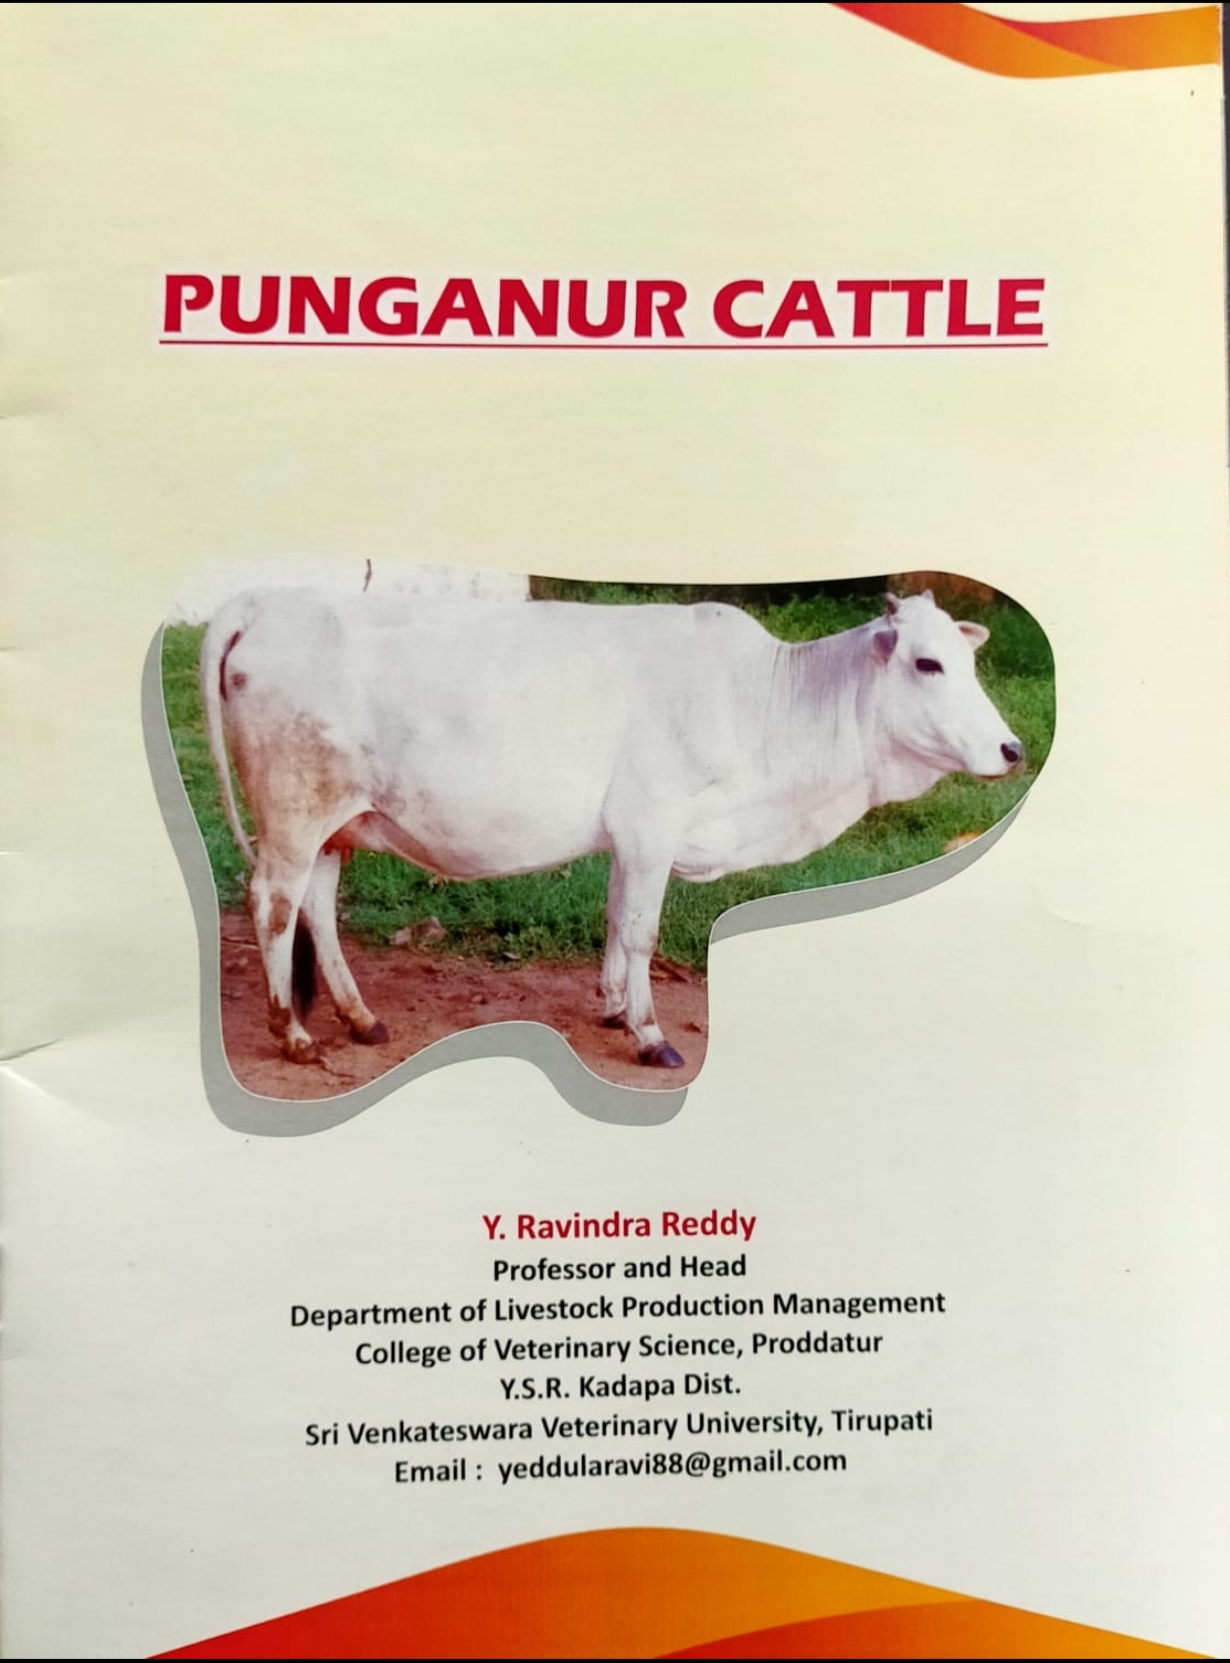 PUNGANUR CATTLE
Y. Ravindra Reddy
Professor and Head
Department of Livestock Production Management
College of Veterinary Science, Proddatur
Y.S.R. Kadapa Dist.
Sri Venkateswara Veterinary University, Tirupati
Email : yeddularavi88@gmail.com